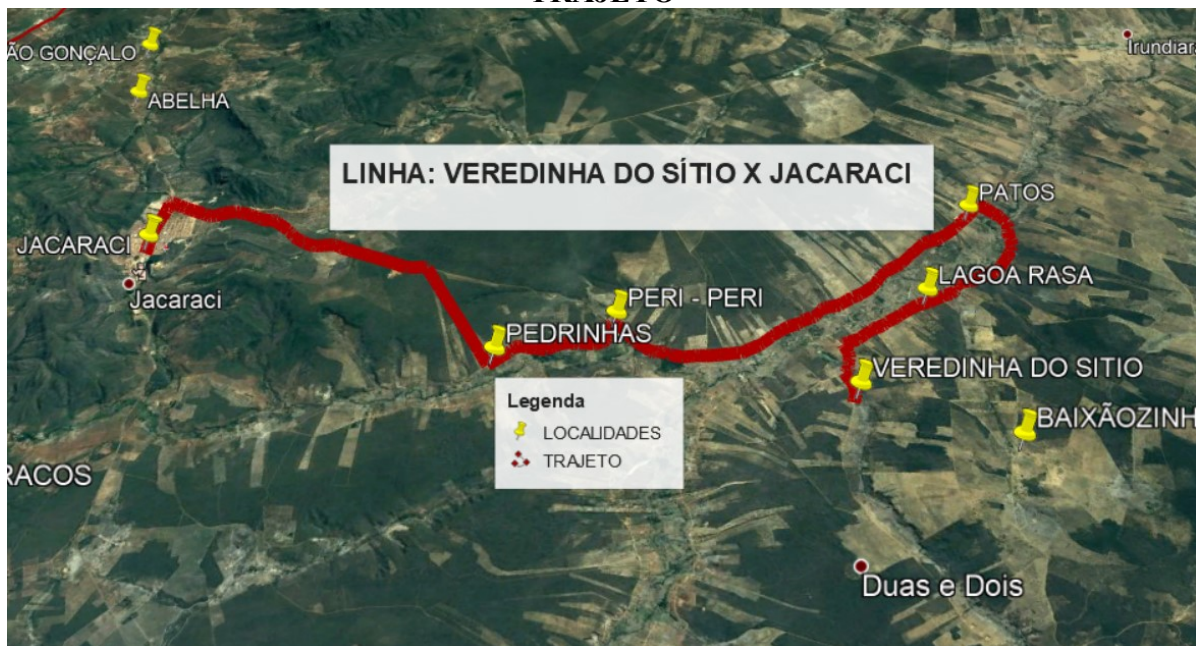 TRAJETO
ÃO GONÇALO
Irundiar
ABELHA
LINHA: VEREDINHA DO SÍTIO X JACARACI
PATOS
JACARACI
LAGOA RASA
Jacaraci
PERI - PERI
PEDRINHAS
VEREDINHA DO SITIO
Legenda
LOCALIDADES
TRAJETO
BAIXÃOZINH
RACOS
Duas e Dois